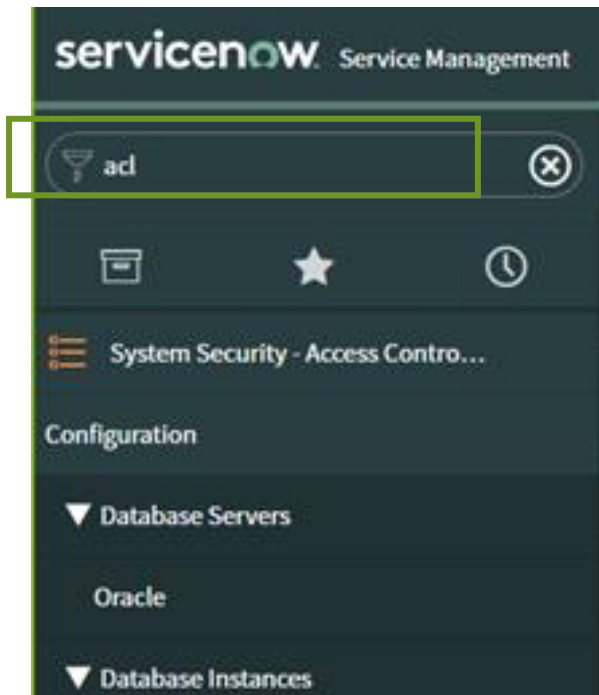 servicenow Service Management
acl
System Security - Access Contro...
Configuration
Database Servers
Oracle
Database Instances